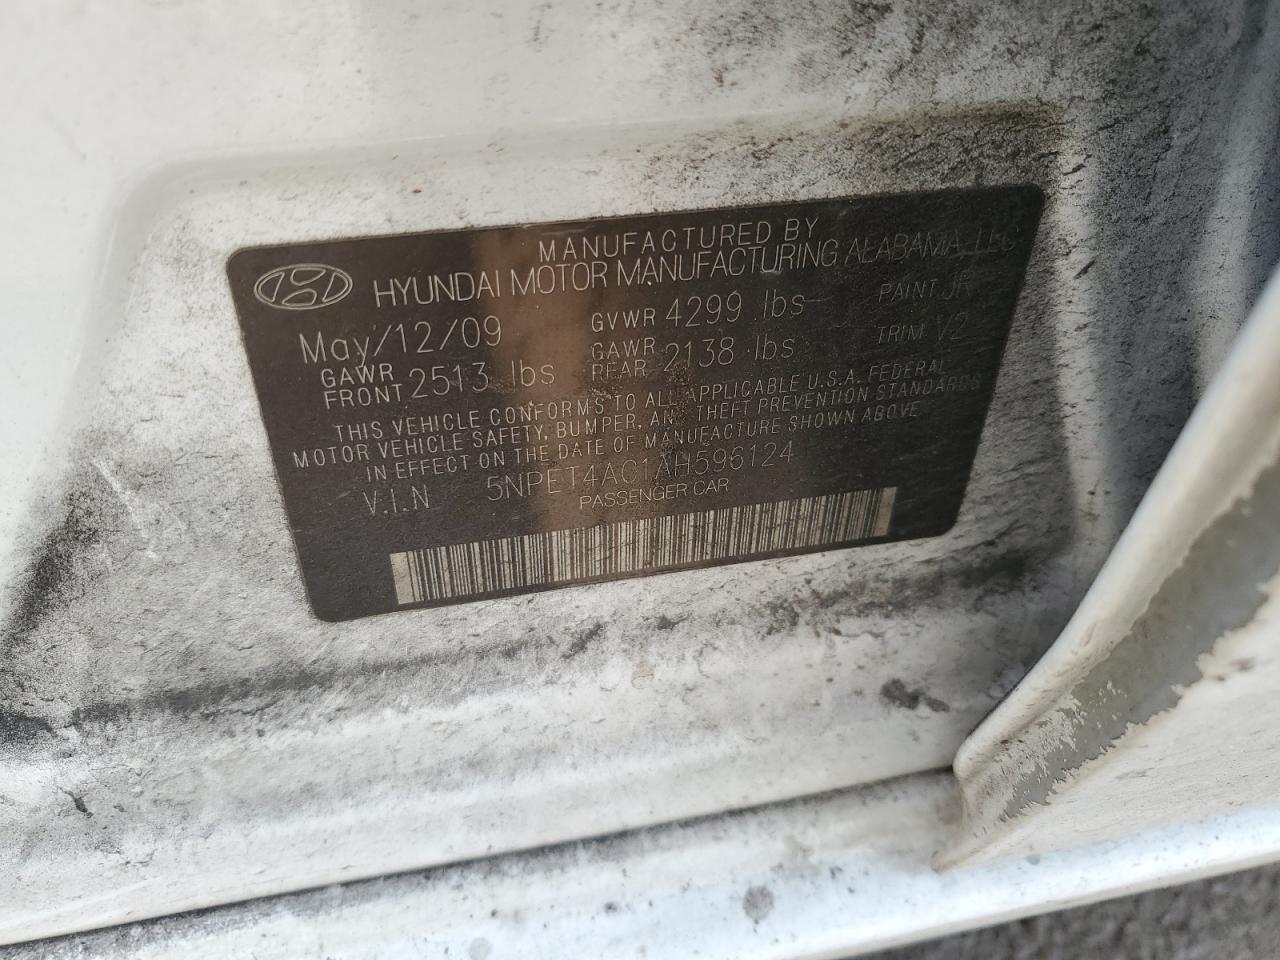 MANUFACTURED BY
HYUNDAI MOTOR MANUFACTURING ALABAMA, LLC
May/12/09 GVWR 4299 lbs PAINT JR
GAWR FRONT 2513 lbs GAWR REAR 2138 lbs TRIM V2
THIS VEHICLE CONFORMS TO ALL APPLICABLE U.S.A. FEDERAL
MOTOR VEHICLE SAFETY, BUMPER, AND THEFT PREVENTION STANDARDS
IN EFFECT ON THE DATE OF MANUFACTURE SHOWN ABOVE
V.I.N 5NPET4AC1AH596124
PASSENGER CAR